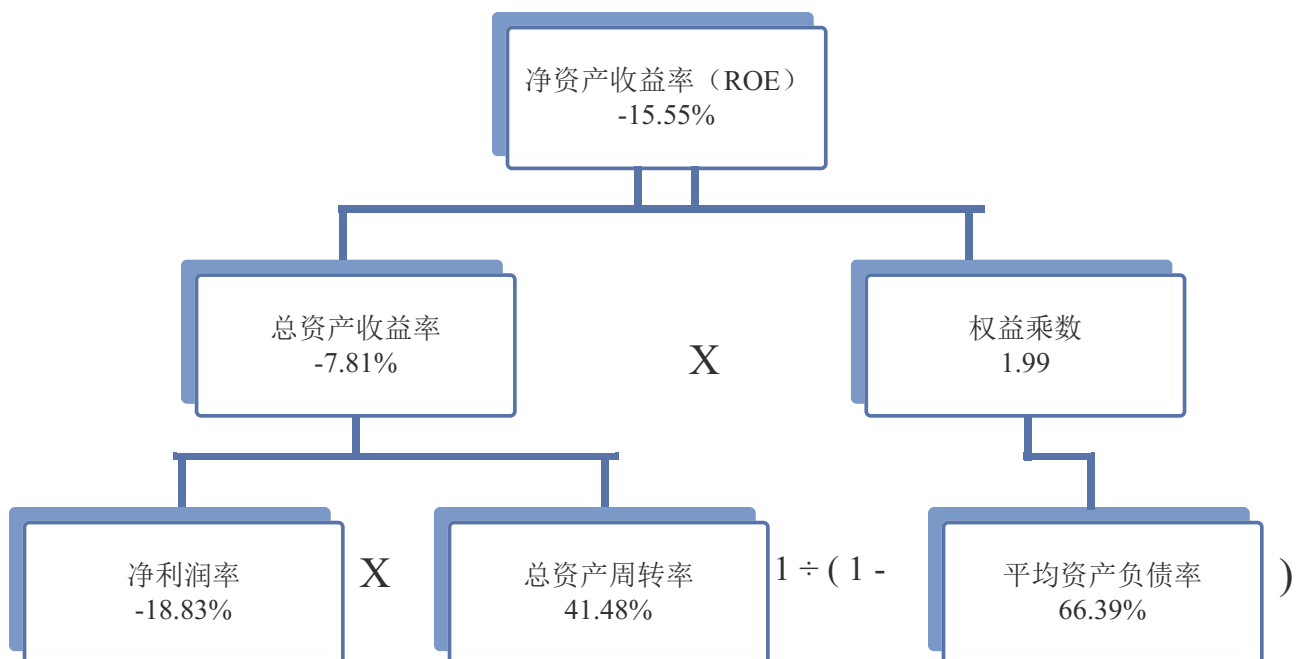 净资产收益率（ROE）
-15.55%
总资产收益率
-7.81%
X
权益乘数
1.99
净利润率
-18.83%
X
总资产周转率
41.48%
1 ÷ ( 1 -
平均资产负债率
66.39%
)